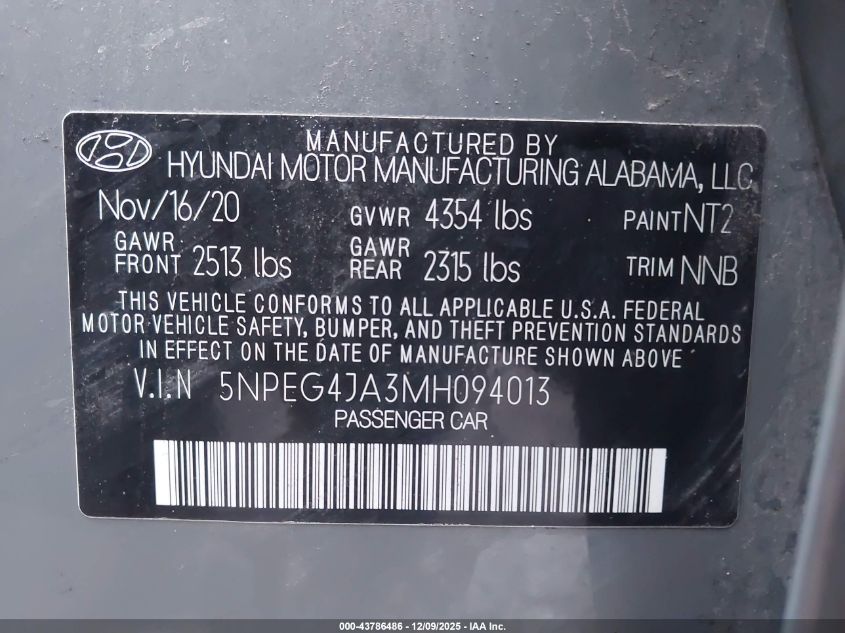 MANUFACTURED BY
HYUNDAI MOTOR MANUFACTURING ALABAMA, LLC
Nov/16/20 GVWR 4354 lbs PAINT NT2
GAWR FRONT 2513 lbs GAWR REAR 2315 lbs TRIM NNB
THIS VEHICLE CONFORMS TO ALL APPLICABLE U.S.A. FEDERAL
MOTOR VEHICLE SAFETY, BUMPER, AND THEFT PREVENTION STANDARDS
IN EFFECT ON THE DATE OF MANUFACTURE SHOWN ABOVE
V.I.N 5NPEG4JA3MH094013
PASSENGER CAR
000-43786486 - 12/09/2025 - IAA Inc.